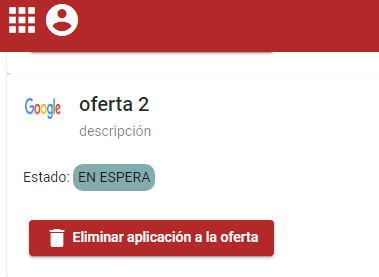 Google
oferta 2
descripción
Estado: EN ESPERA
Eliminar aplicación a la oferta